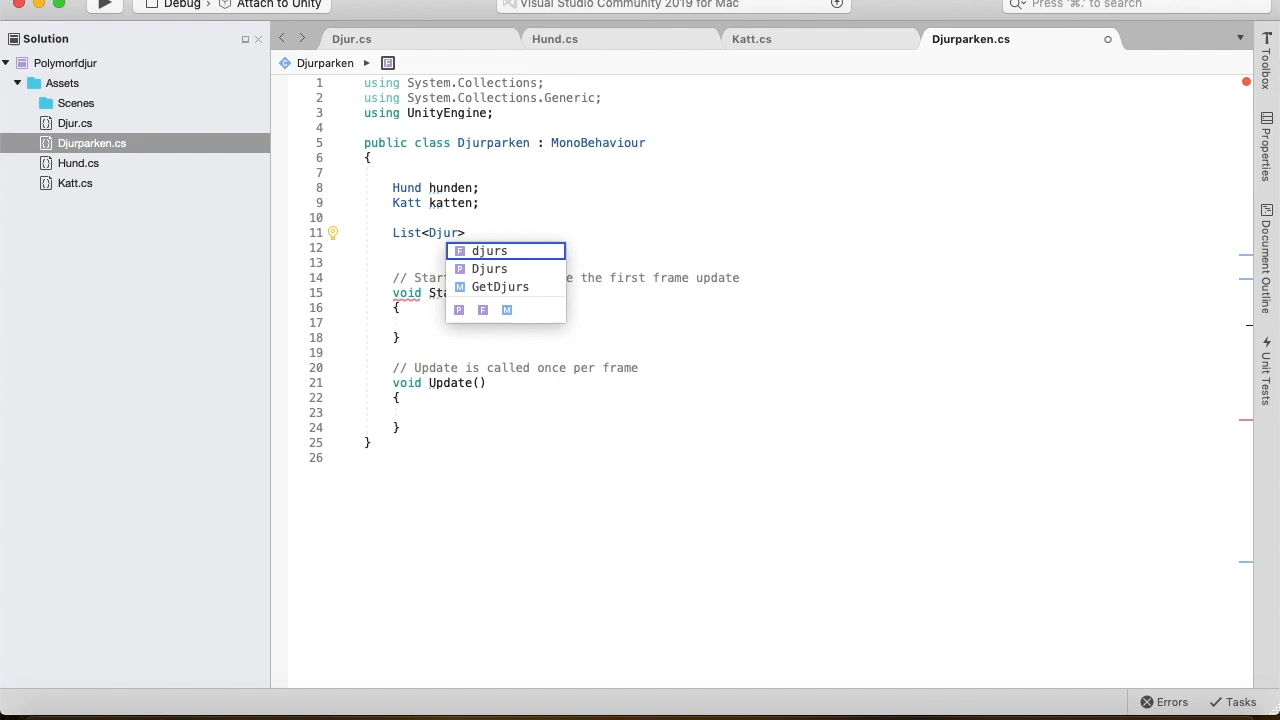 Debug › Attach to Unity
Visual Studio Community 2019 for Mac
Press '⌘.' to search
Solution
Djur.cs
Hund.cs
Katt.cs
Djurparken.cs
Polymorfdjur
Assets
Scenes
Djur.cs
Djurparken.cs
Hund.cs
Katt.cs
Djurparken
1 using System.Collections;
2 using System.Collections.Generic;
3 using UnityEngine;
4
5 public class Djurparken : MonoBehaviour
6 {
7
8 Hund hunden;
9 Katt katten;
10
11 List<Djur>
12
13
14 // Star e the first frame update
15 void Sta
16 {
17
18 }
19
20 // Update is called once per frame
21 void Update()
22 {
23
24 }
25 }
26
F djurs
P Djurs
M GetDjurs
P F M
Toolbox
Properties
Document Outline
Unit Tests
Errors
Tasks